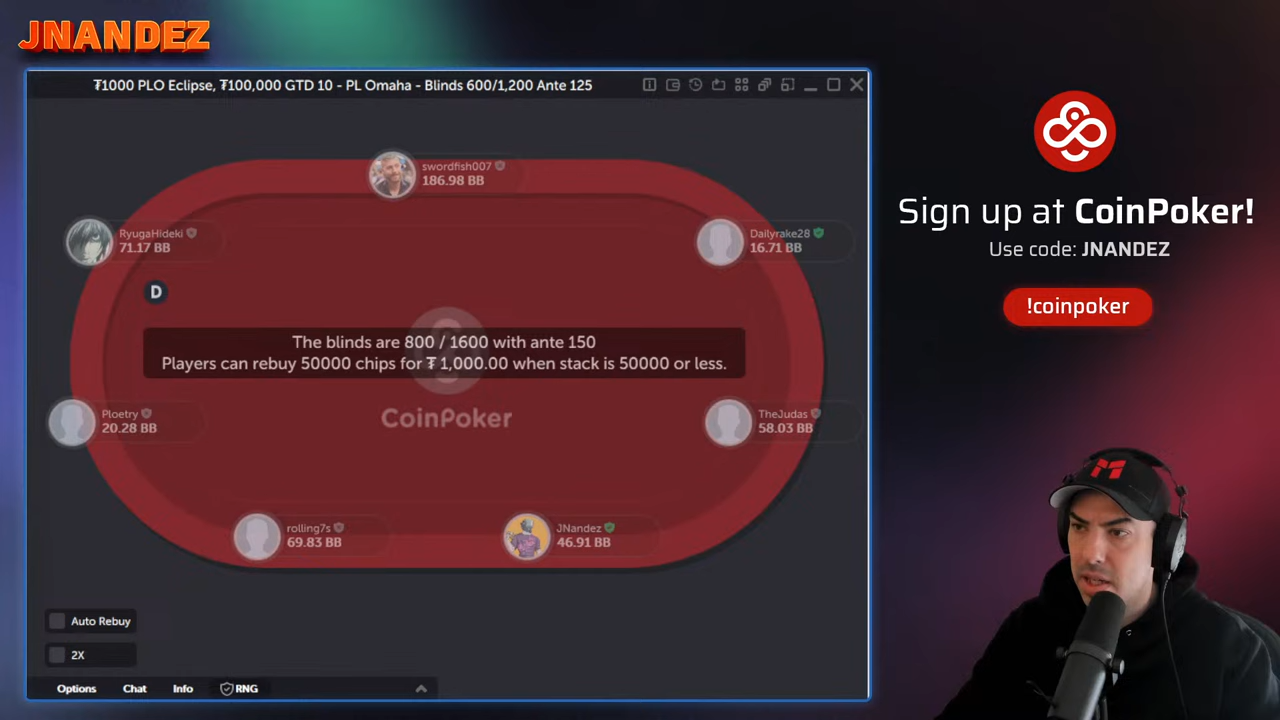 JNANDEZ
₮1000 PLO Eclipse, ₮100,000 GTD 10 - PL Omaha - Blinds 600/1,200 Ante 125
swordfish007
186.98 BB
RyugaHideki
71.17 BB
Dailyrake28
16.71 BB
D
The blinds are 800 / 1600 with ante 150
Players can rebuy 50000 chips for ₮ 1,000.00 when stack is 50000 or less.
CoinPoker
Ploetry
20.28 BB
TheJudas
58.03 BB
rolling7s
69.83 BB
JNandez
46.91 BB
Auto Rebuy
2X
Options
Chat
Info
RNG
Sign up at CoinPoker!
Use code: JNANDEZ
!coinpoker